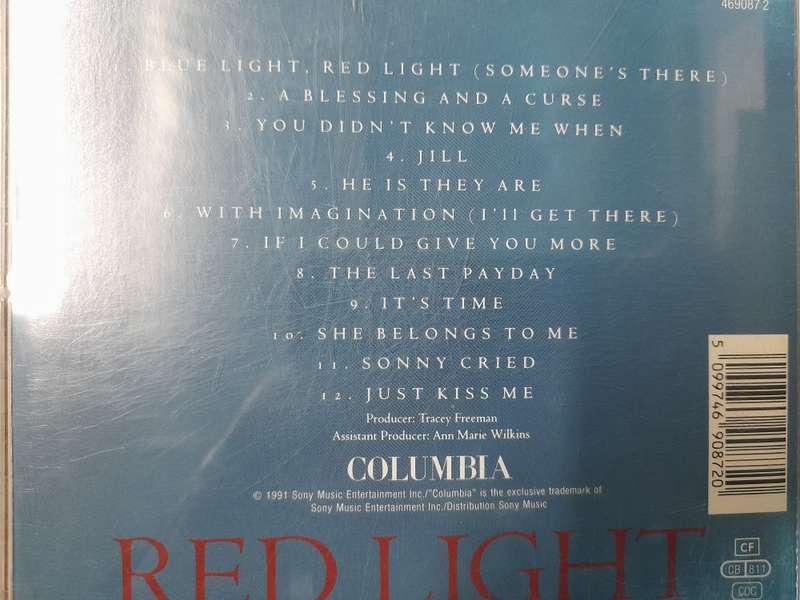 469087 2
1. BLUE LIGHT, RED LIGHT (SOMEONE'S THERE)
2. A BLESSING AND A CURSE
3. YOU DIDN'T KNOW ME WHEN
4. JILL
5. HE IS THEY ARE
6. WITH IMAGINATION (I'll GET THERE)
7. IF I COULD GIVE YOU MORE
8. THE LAST PAYDAY
9. IT'S TIME
10. SHE BELONGS TO ME
11. SONNY CRIED
12. JUST KISS ME
Producer: Tracey Freeman
Assistant Producer: Ann Marie Wilkins
COLUMBIA
© 1991 Sony Music Entertainment Inc./"Columbia" is the exclusive trademark of
Sony Music Entertainment Inc./Distribution Sony Music
5 099746 908720
RED LIGHT
CF
CB 811
CDG